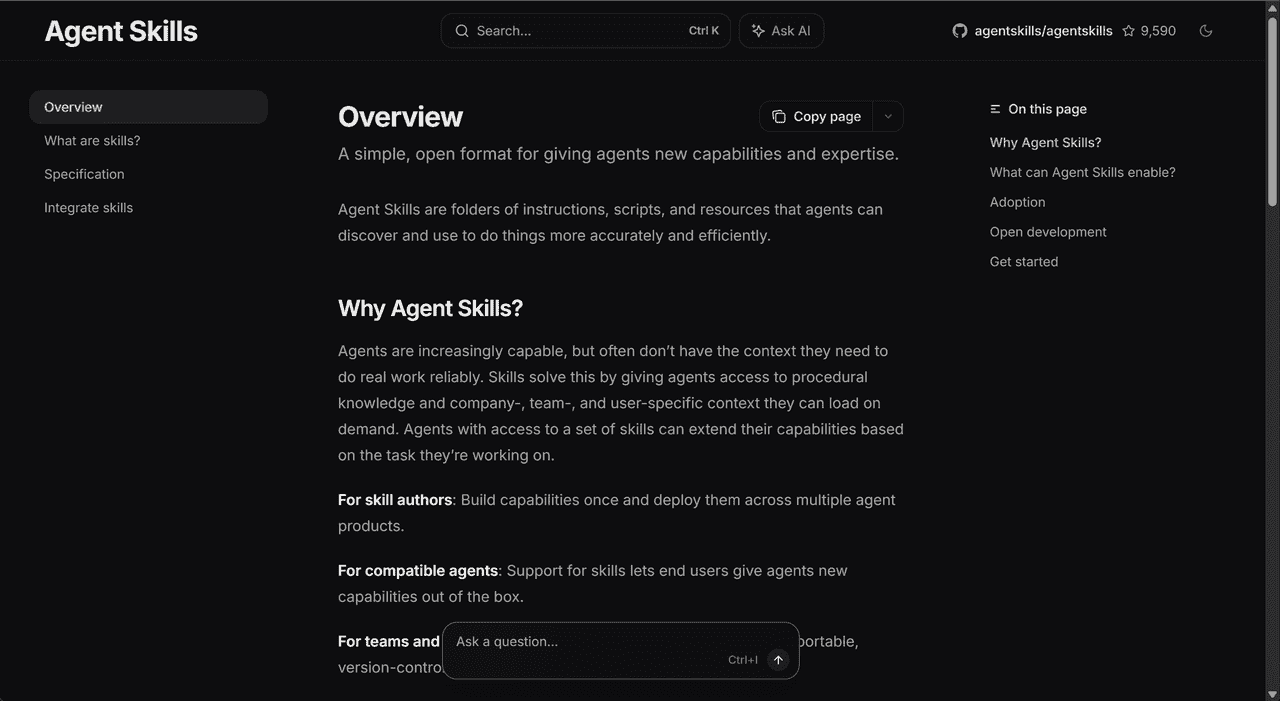 Agent Skills
Search...
Ctrl K
Ask AI
agentskills/agentskills
9,590
Overview
What are skills?
Specification
Integrate skills
Overview
Copy page
A simple, open format for giving agents new capabilities and expertise.
Agent Skills are folders of instructions, scripts, and resources that agents can
discover and use to do things more accurately and efficiently.
Why Agent Skills?
Agents are increasingly capable, but often don’t have the context they need to
do real work reliably. Skills solve this by giving agents access to procedural
knowledge and company-, team-, and user-specific context they can load on
demand. Agents with access to a set of skills can extend their capabilities based
on the task they’re working on.
For skill authors: Build capabilities once and deploy them across multiple agent
products.
For compatible agents: Support for skills lets end users give agents new
capabilities out of the box.
For teams and
version-contro
Ask a question...
Ctrl+I
On this page
Why Agent Skills?
What can Agent Skills enable?
Adoption
Open development
Get started